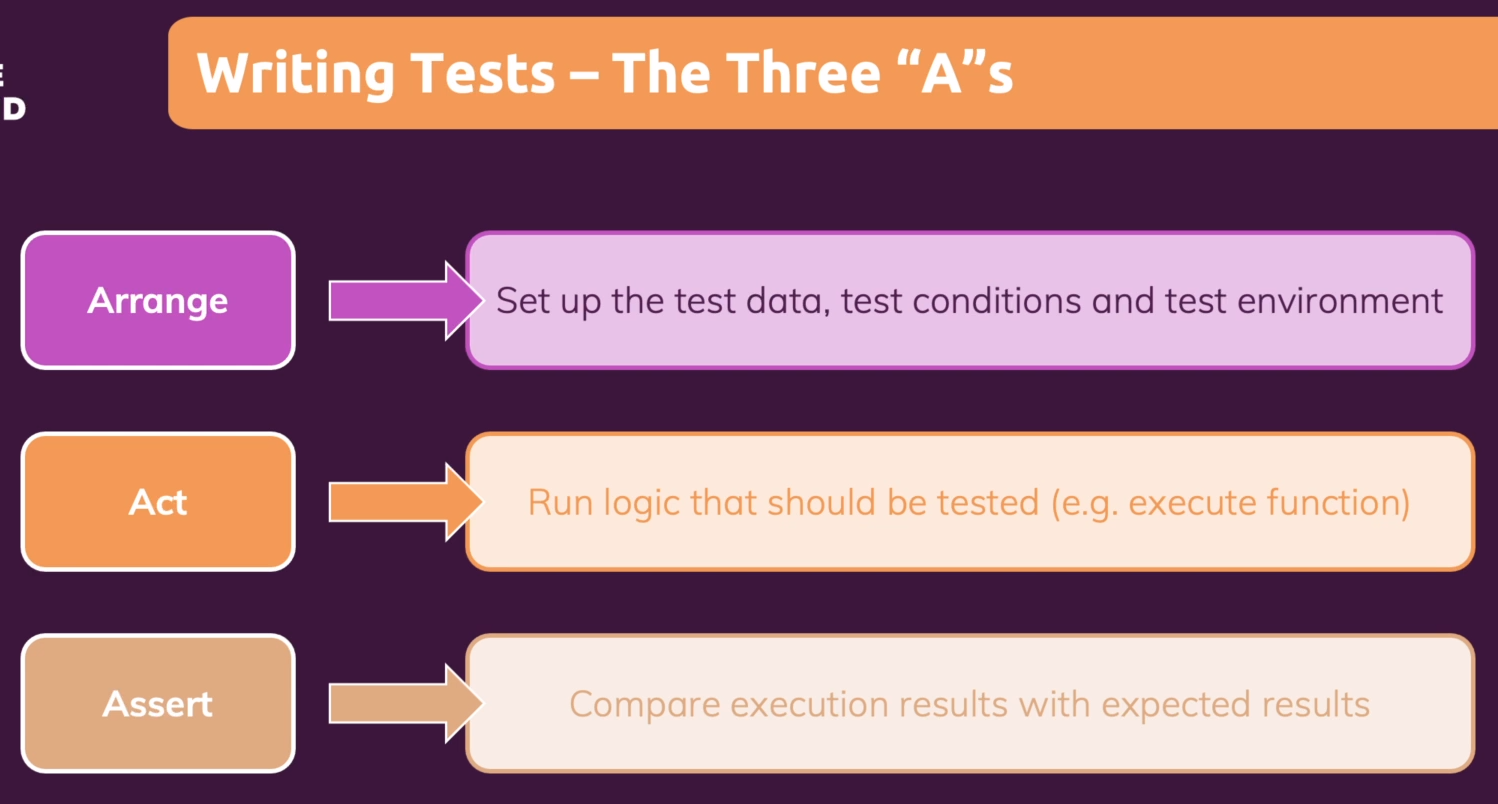 Writing Tests – The Three “A”s
Arrange
Set up the test data, test conditions and test environment
Act
Run logic that should be tested (e.g. execute function)
Assert
Compare execution results with expected results